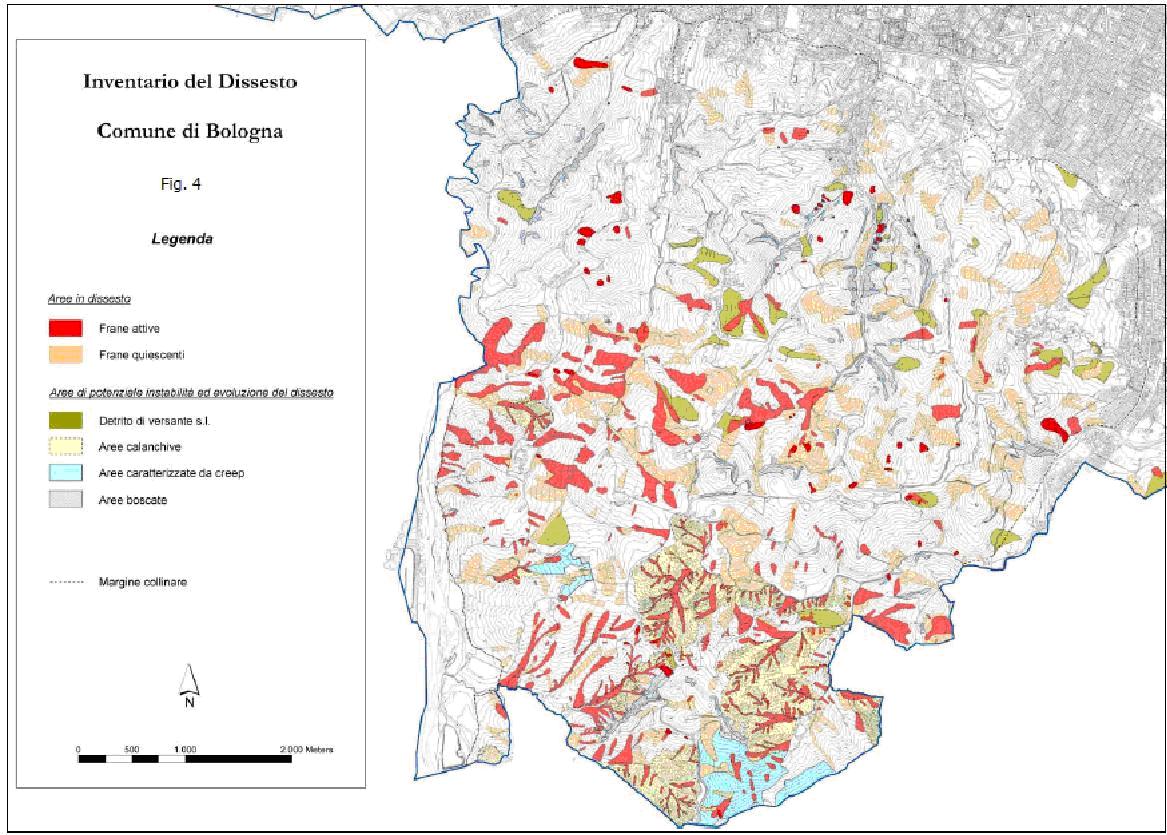 Inventario del Dissesto
Comune di Bologna
Fig. 4
Legenda
Aree in dissesto
Frane attive
Frane quiescenti
Aree di potenziale instabilità ed evoluzione del dissesto
Detrito di versante s.l.
Aree calanchive
Aree caratterizzate da creep
Aree boscate
Margine collinare
N
0 500 1.000 2.000 Meters